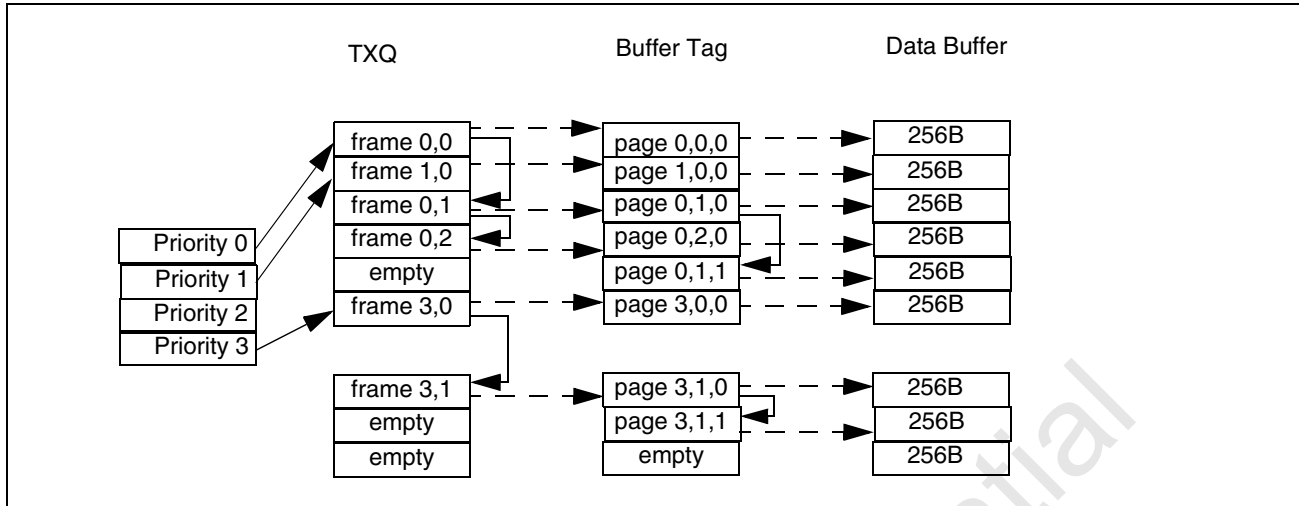 TXQ Buffer Tag Data Buffer
frame 0,0 page 0,0,0 256B
frame 1,0 page 1,0,0 256B
frame 0,1 page 0,1,0 256B
Priority 0 frame 0,2 page 0,2,0 256B
Priority 1 empty page 0,1,1 256B
Priority 2 frame 3,0 page 3,0,0 256B
Priority 3
frame 3,1 page 3,1,0 256B
empty page 3,1,1 256B
empty empty 256B